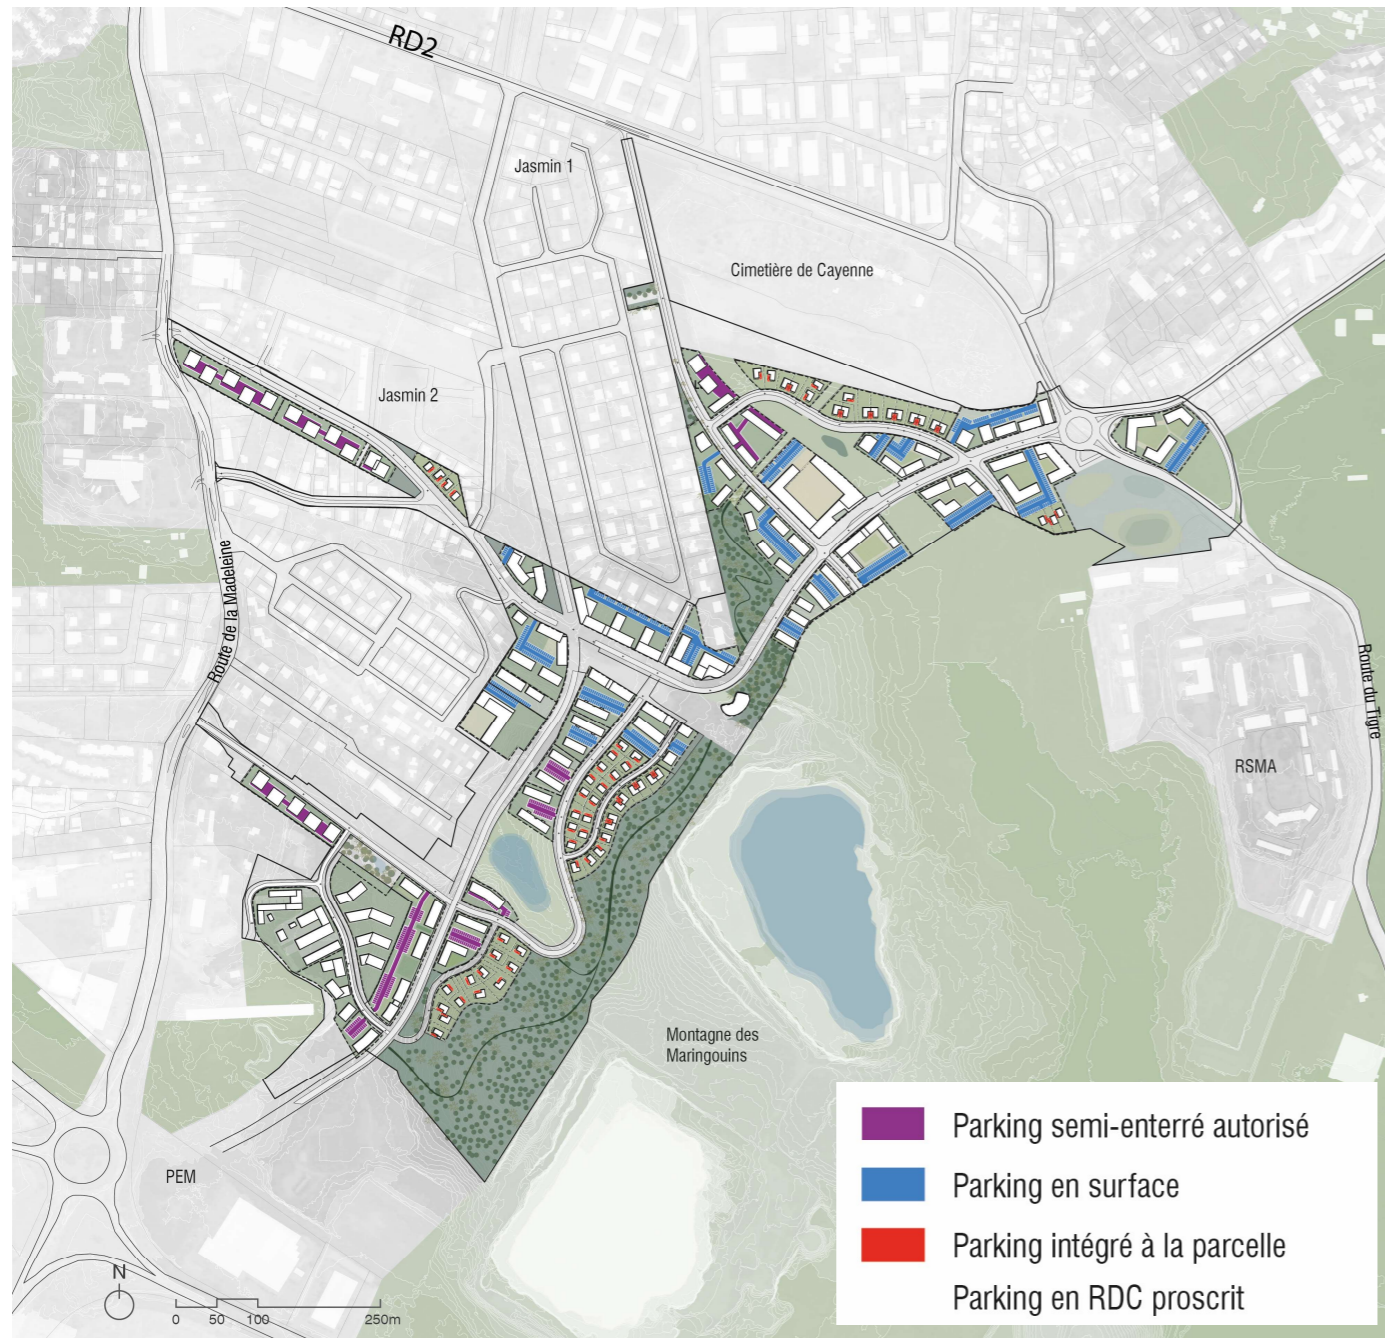 RD2
Jasmin 1
Cimetière de Cayenne
Jasmin 2
Route de la Madeleine
Route du Tigre
RSMA
Montagne des
Maringouins
PEM
N
0 50 100 250m
Parking semi-enterré autorisé
Parking en surface
Parking intégré à la parcelle
Parking en RDC proscrit